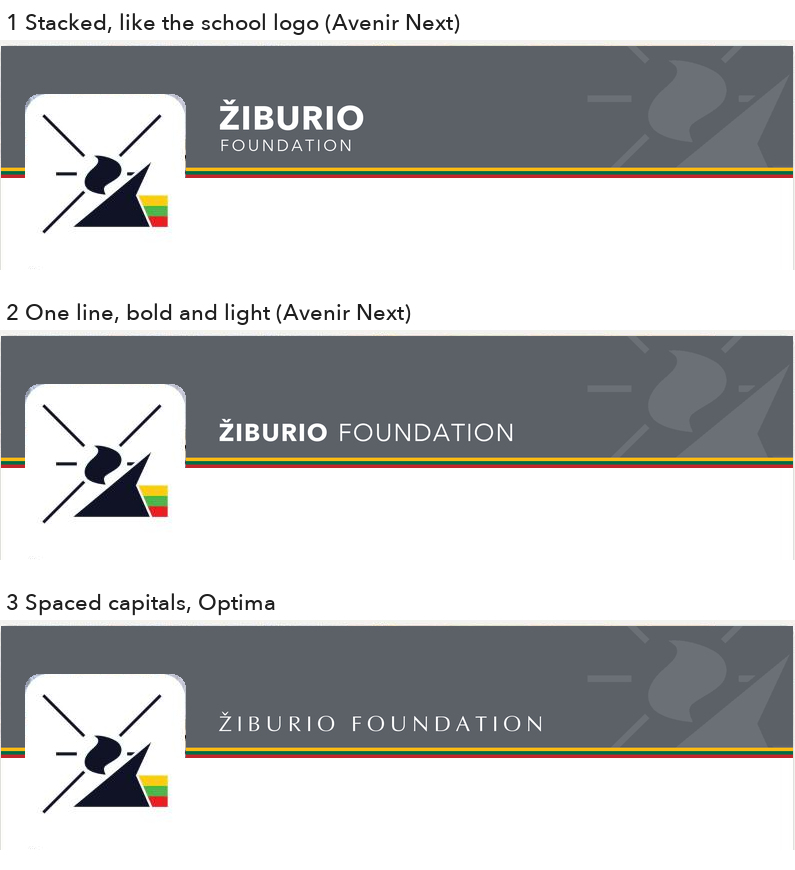 1 Stacked, like the school logo (Avenir Next)
ŽIBURIO
FOUNDATION
2 One line, bold and light (Avenir Next)
ŽIBURIO FOUNDATION
3 Spaced capitals, Optima
ŽIBURIO FOUNDATION